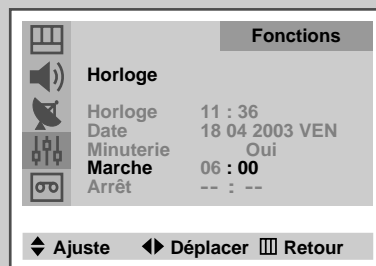 Fonctions
Horloge
Horloge 11 : 36
Date 18 04 2003 VEN
Minuterie Oui
Marche 06 : 00
Arrêt -- : --
Ajuste Déplacer Retour